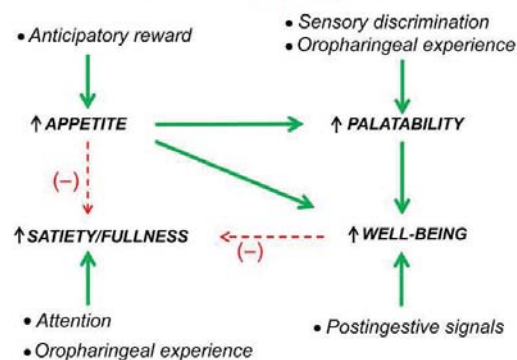 • Anticipatory reward
• Sensory discrimination
• Oropharingeal experience
↑ APPETITE
↑ PALATABILITY
(–)
↑ SATIETY/FULLNESS
↑ WELL-BEING
(–)
• Attention
• Oropharingeal experience
• Postingestive signals